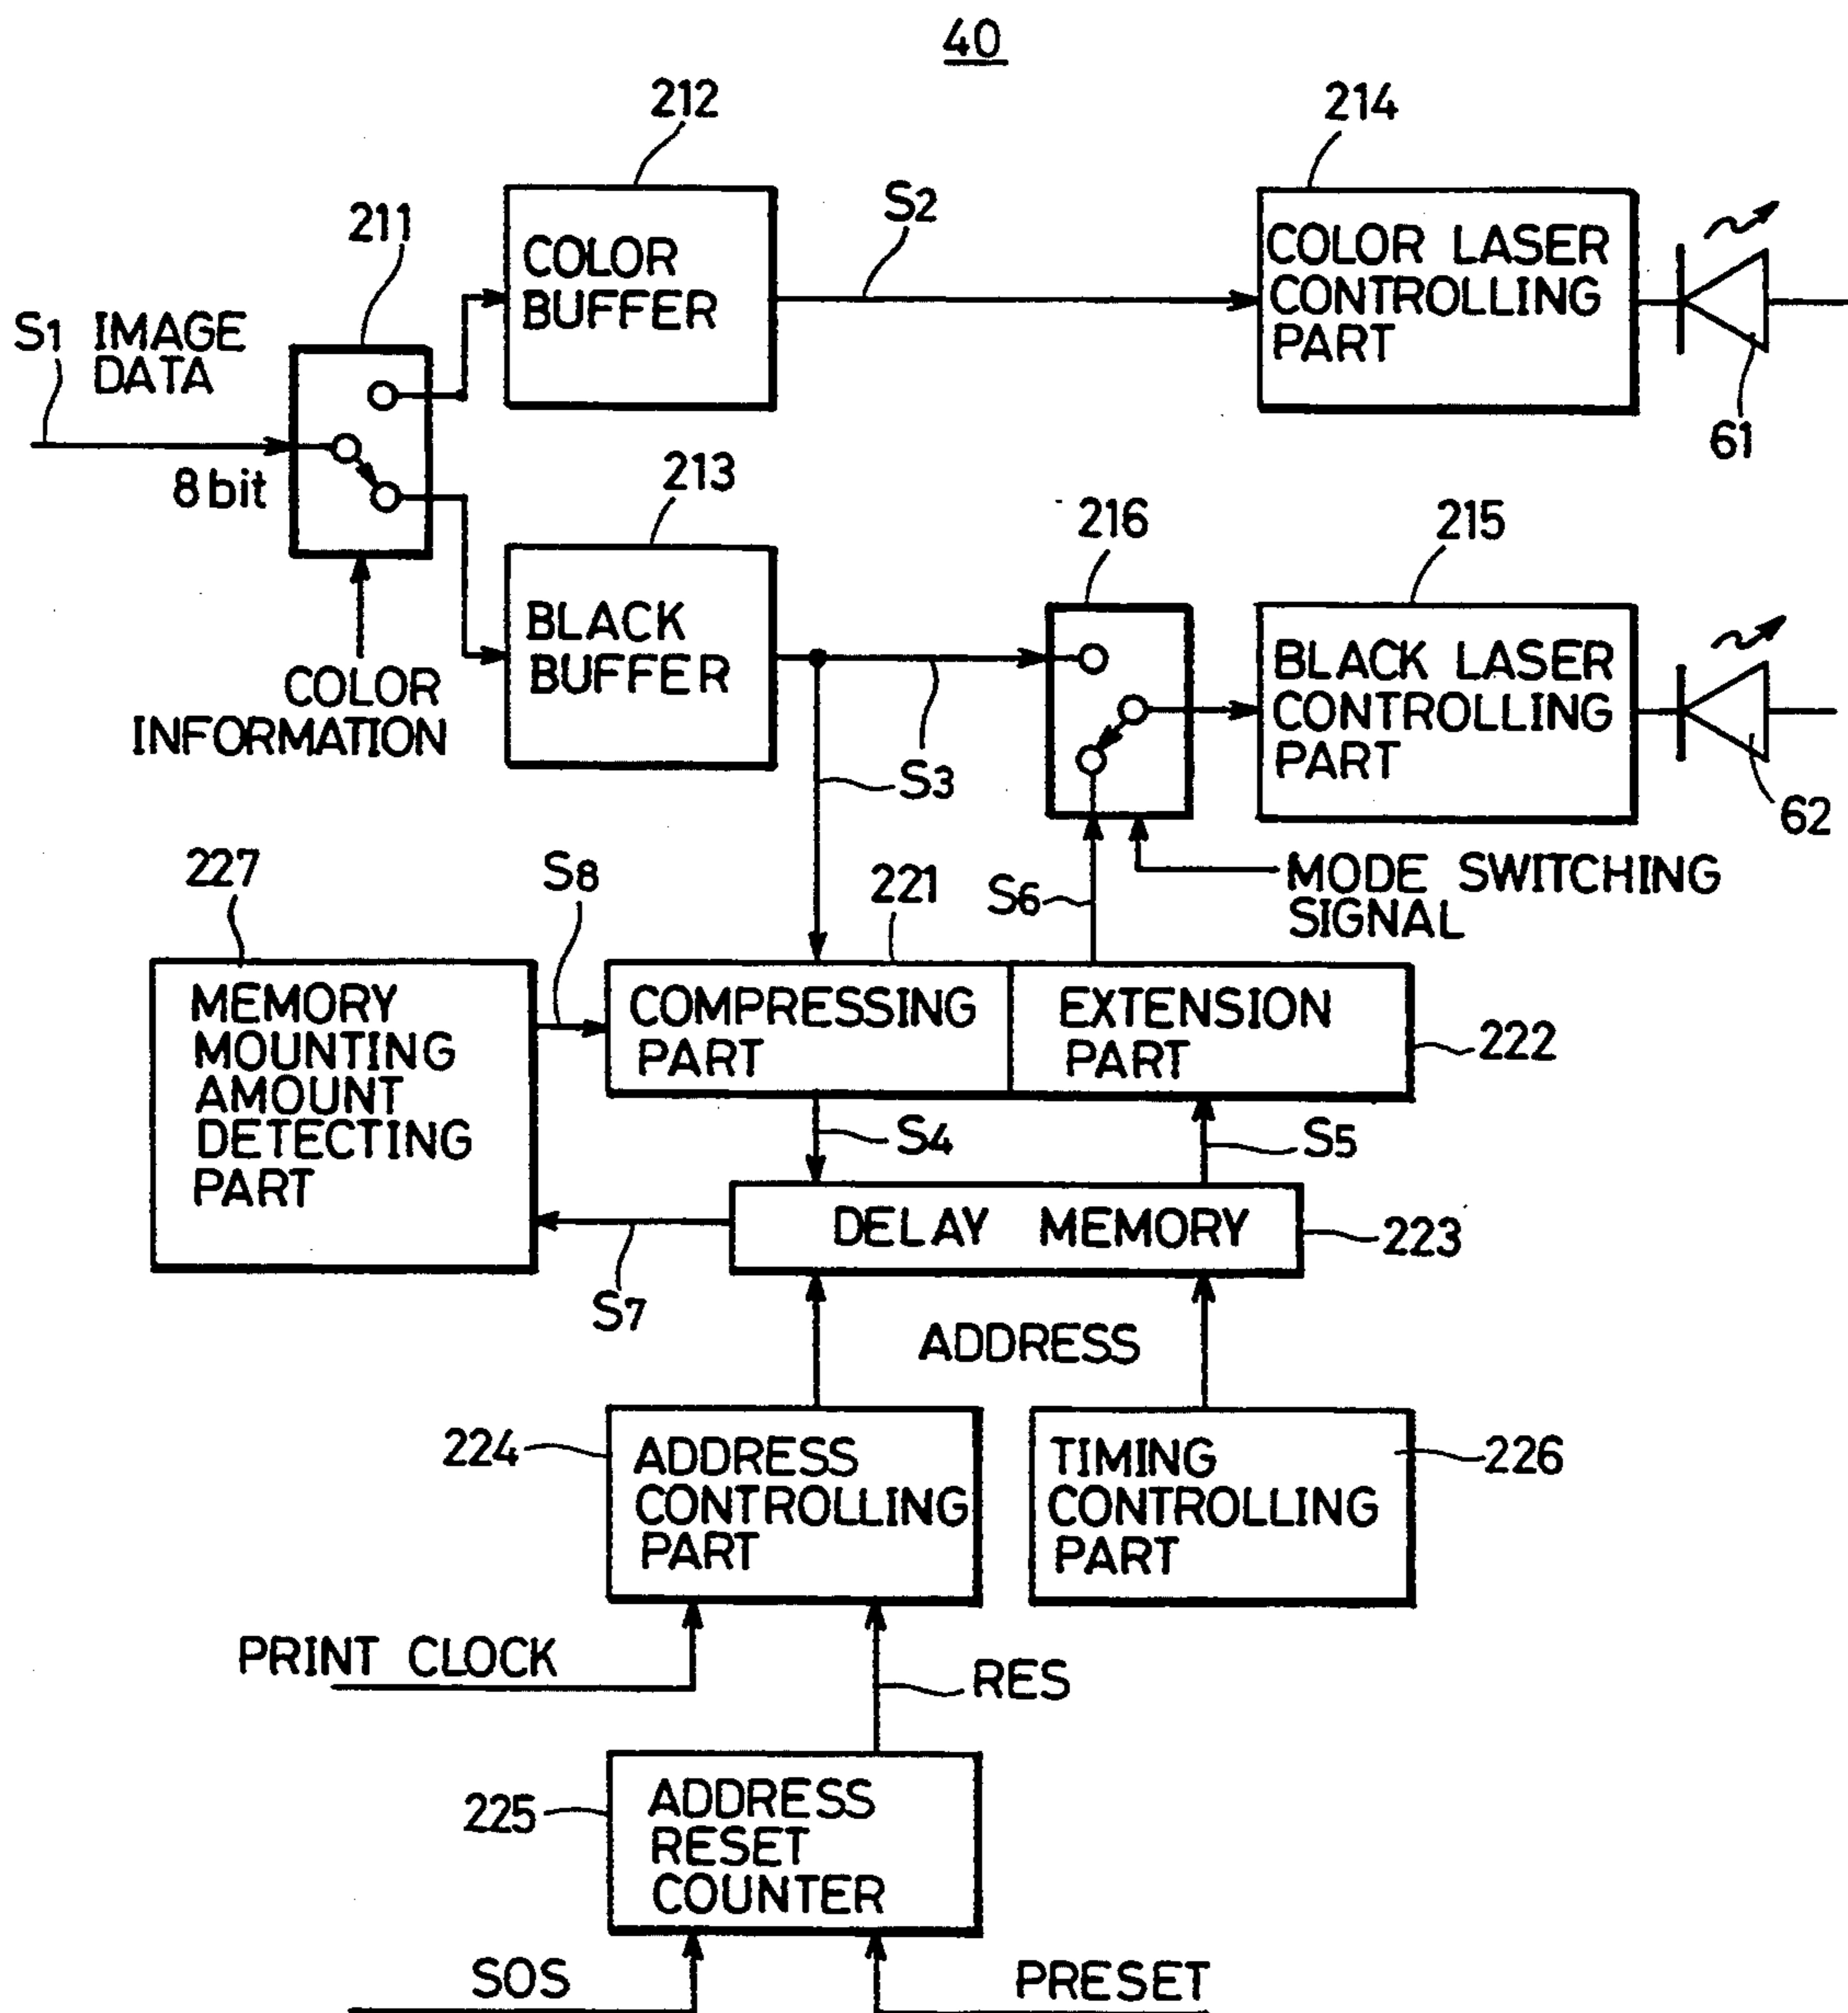 40
212
214
211
COLOR
BUFFER
S2
COLOR LASER
CONTROLLING
PART
S1 IMAGE
DATA
8 bit
61
213
216
215
BLACK
BUFFER
BLACK LASER
CONTROLLING
PART
COLOR
INFORMATION
S3
62
227
S8
221
S6
MODE SWITCHING
SIGNAL
MEMORY
MOUNTING
AMOUNT
DETECTING
PART
COMPRESSING
PART
EXTENSION
PART
222
S4
S5
DELAY MEMORY
223
S7
ADDRESS
224
ADDRESS
CONTROLLING
PART
TIMING
CONTROLLING
PART
226
PRINT CLOCK
RES
225
ADDRESS
RESET
COUNTER
SOS
PRESET